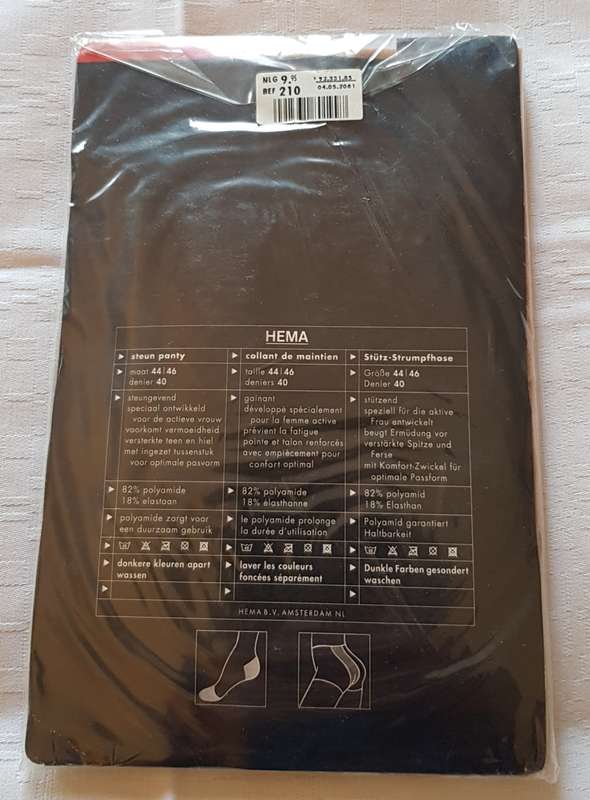 NLG 9.95
REF 210
04.05.2061
HEMA
steun panty
maat 44|46
denier 40
steungevend
speciaal ontwikkeld
voor de actieve vrouw
voorkomt vermoeidheid
versterkte teen en hiel
met ingezet tussenstuk
voor optimale pasvorm
82% polyamide
18% elastaan
polyamide zorgt voor
een duurzaam gebruik
donkere kleuren apart
wassen
collant de maintien
taille 44|46
deniers 40
gainant
développé spécialement
pour la femme active
prévient la fatigue
pointe et talon renforcés
avec empiècement pour
confort optimal
82% polyamide
18% elasthanne
le polyamide prolonge
la durée d'utilisation
laver les couleurs
foncées séparément
Stütz-Strumpfhose
Größe 44|46
Denier 40
stützend
speziell für die aktive
Frau entwickelt
beugt Ermüdung vor
verstärkte Spitze und
Ferse
mit Komfort-Zwickel für
optimale Passform
82% polyamid
18% Elasthan
Polyamid garantiert
Haltbarkeit
Dunkle Farben gesondert
waschen
HEMA B.V. AMSTERDAM NL